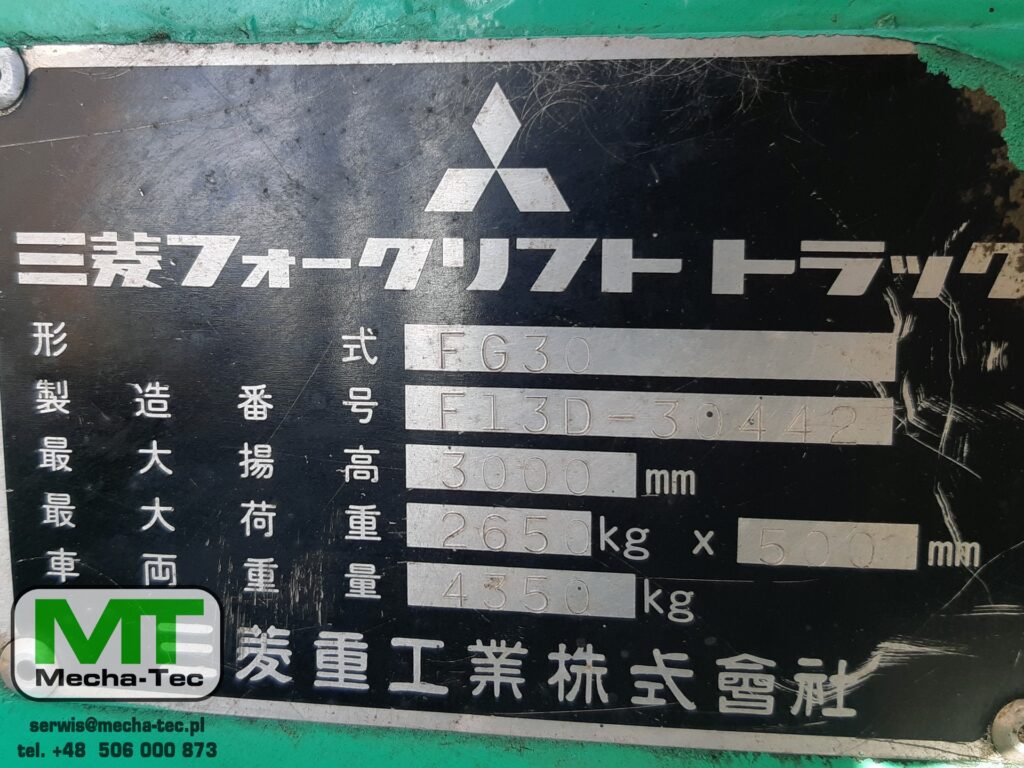 三菱フォークリフト トラック
形式 FG30
製造番号 F13D-30442
最大揚高 3000 mm
最大荷重 2650 kg x 500 mm
車両重量 4350 kg
三菱重工業株式會社
MT
Mecha-Tec
serwis@mecha-tec.pl
tel. +48 506 000 873